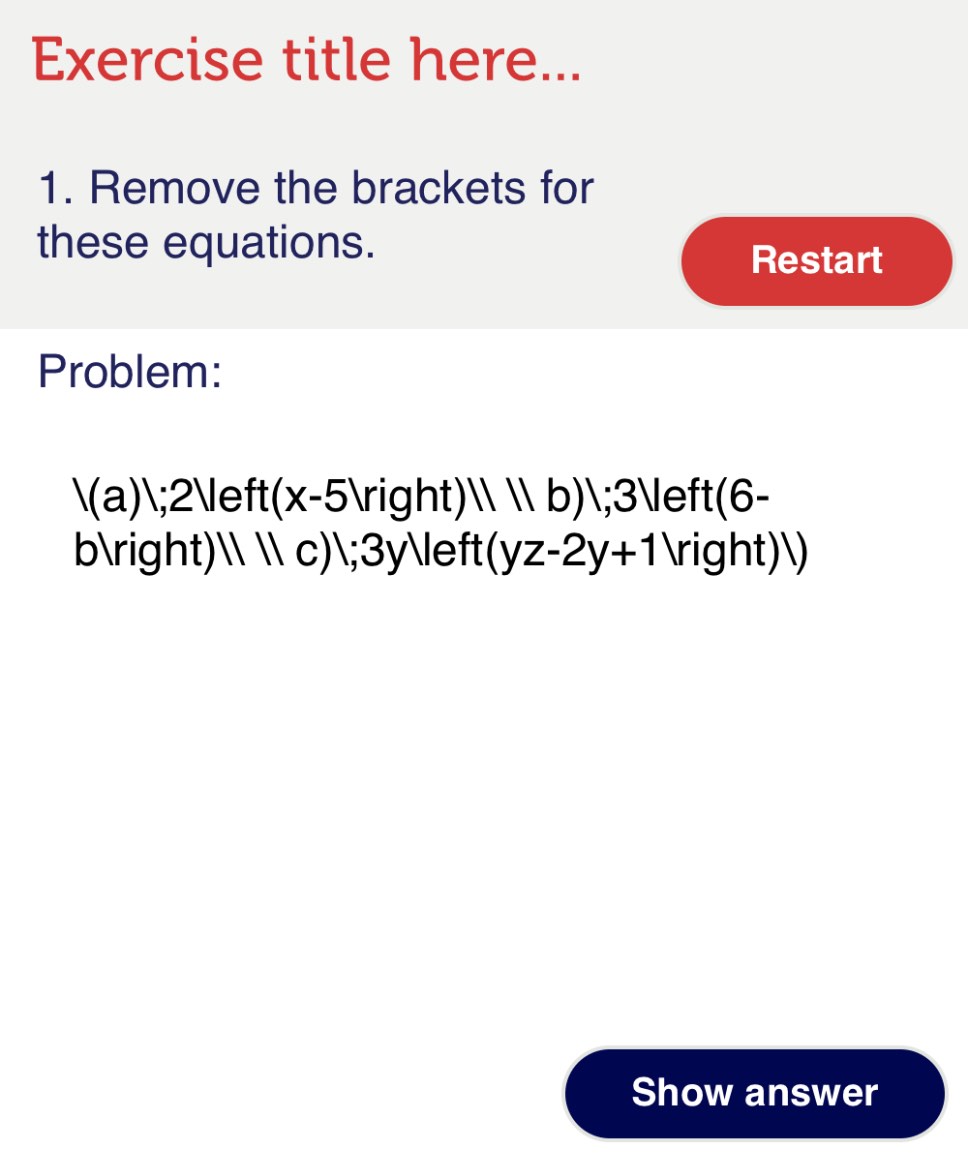 Exercise title here...
1. Remove the brackets for
these equations.
Restart
Problem:
\(a)\;2\left(x-5\right)\\ \\ b)\;3\left(6-
b\right)\\ \\ c)\;3y\left(yz-2y+1\right)\)
Show answer